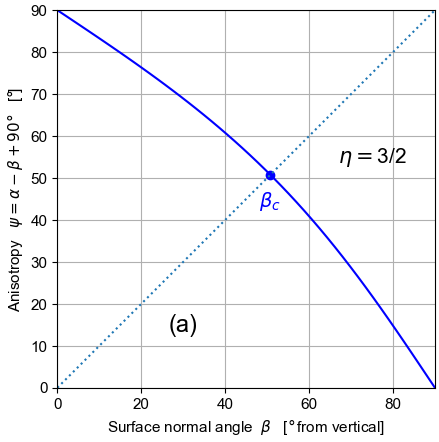 90
80
70
60
50
40
30
20
10
0
Anisotropy ψ = α − β + 90° [°]
η = 3/2
β_c
(a)
0 20 40 60 80
Surface normal angle β [° from vertical]